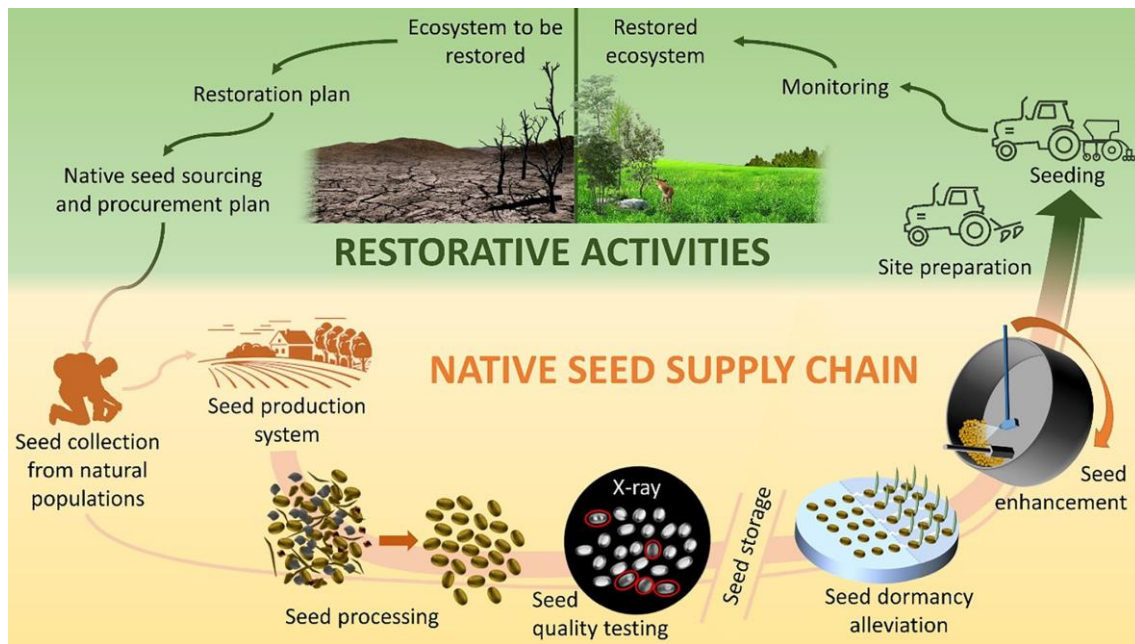 Ecosystem to be
restored
Restored
ecosystem
Restoration plan
Monitoring
Native seed sourcing
and procurement plan
Seeding
RESTORATIVE ACTIVITIES
Site preparation
NATIVE SEED SUPPLY CHAIN
Seed production
system
Seed collection
from natural
populations
Seed processing
X-ray
Seed
quality testing
Seed storage
Seed dormancy
alleviation
Seed
enhancement